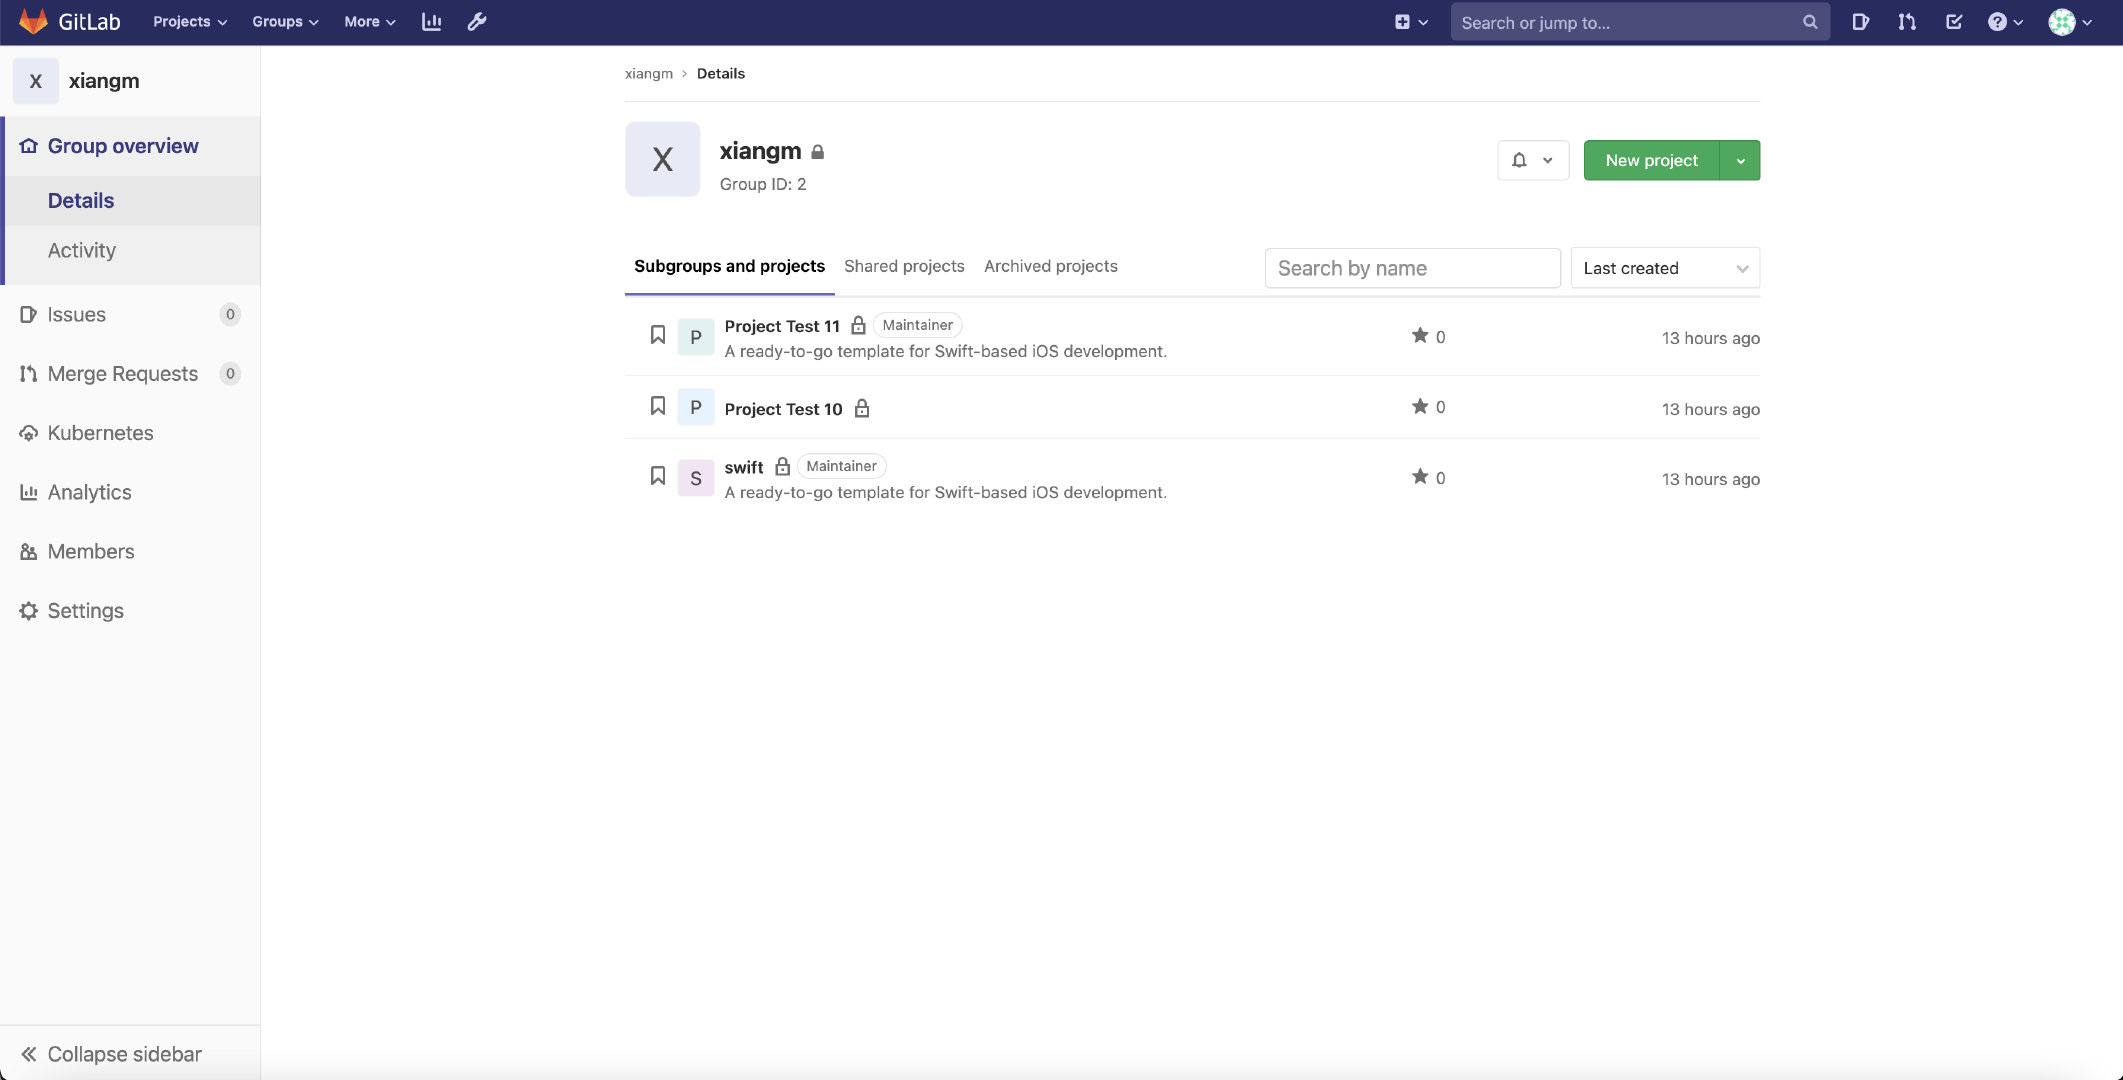 GitLab Projects Groups More Search or jump to...
X xiangm
Group overview
Details
Activity
Issues 0
Merge Requests 0
Kubernetes
Analytics
Members
Settings
Collapse sidebar
xiangm > Details
X xiangm
Group ID: 2
New project
Subgroups and projects Shared projects Archived projects Search by name Last created
P Project Test 11 Maintainer 0 13 hours ago
A ready-to-go template for Swift-based iOS development.
P Project Test 10 0 13 hours ago
S swift Maintainer 0 13 hours ago
A ready-to-go template for Swift-based iOS development.